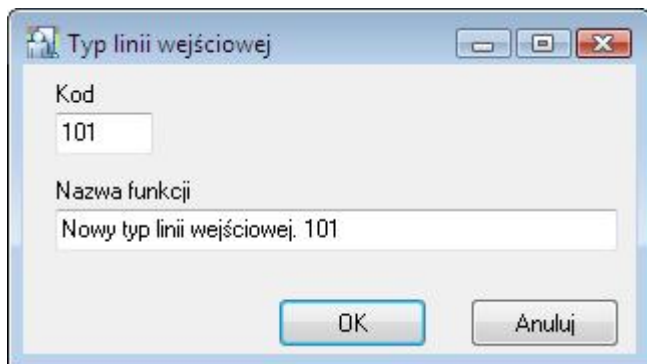 Typ linii wejściowej
Kod
101
Nazwa funkcji
Nowy typ linii wejściowej. 101
OK Anuluj